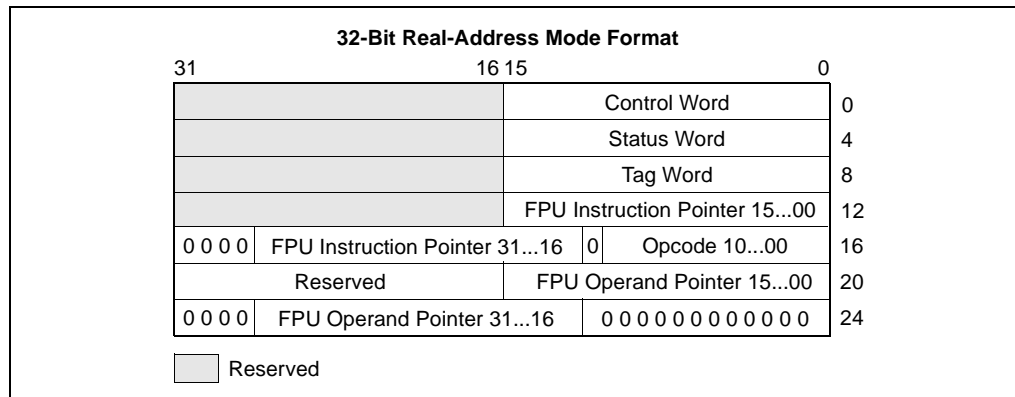 32-Bit Real-Address Mode Format
31 16 15 0
Control Word 0
Status Word 4
Tag Word 8
FPU Instruction Pointer 15...00 12
0 0 0 0 FPU Instruction Pointer 31...16 0 Opcode 10...00 16
Reserved FPU Operand Pointer 15...00 20
0 0 0 0 FPU Operand Pointer 31...16 0 0 0 0 0 0 0 0 0 0 0 0 24
Reserved